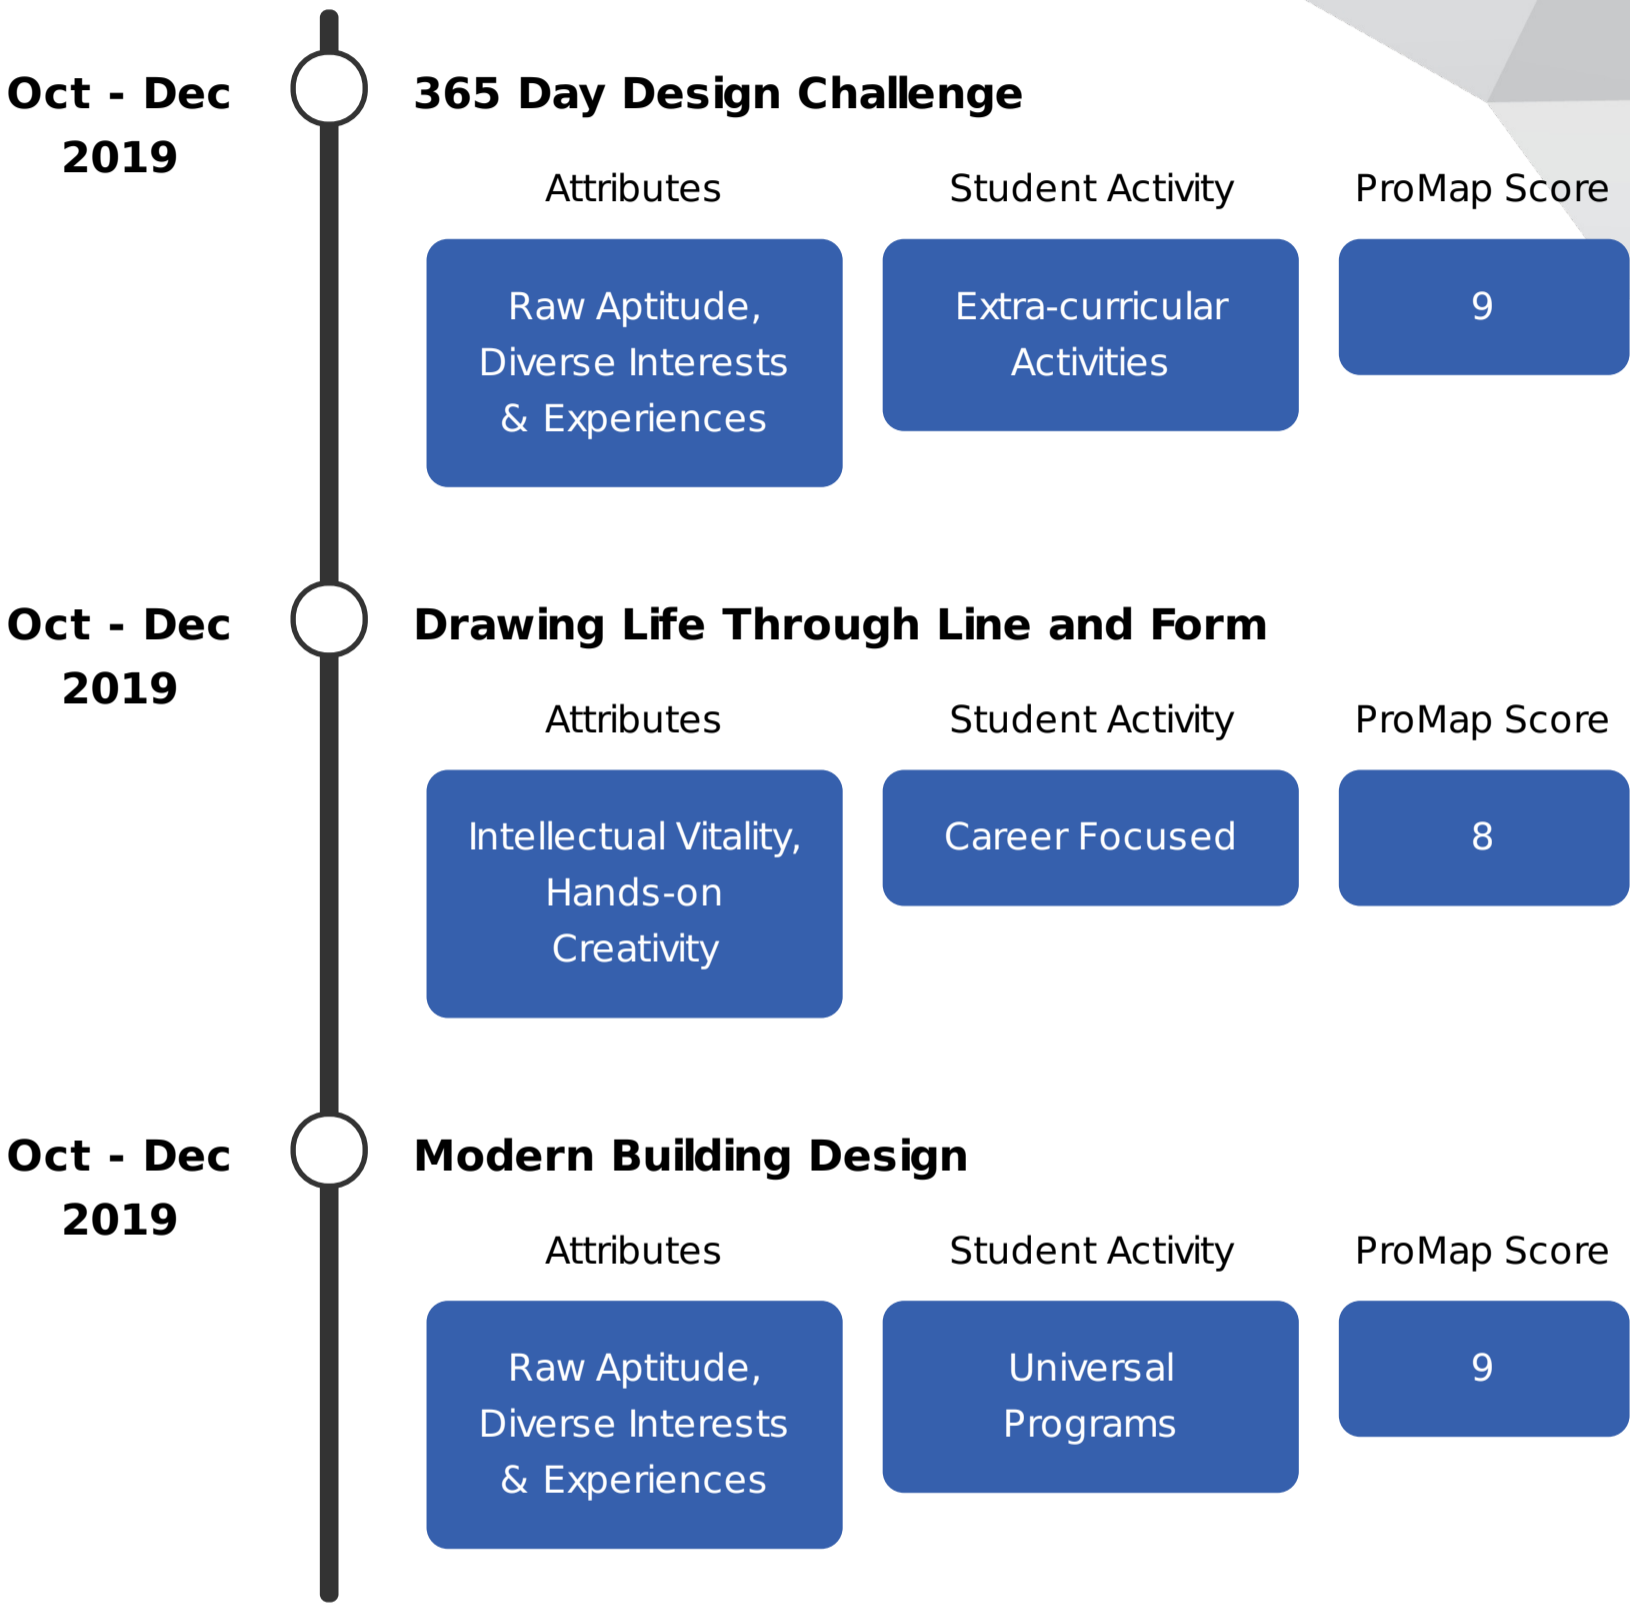 Oct - Dec
2019
365 Day Design Challenge
Attributes
Student Activity
ProMap Score
Raw Aptitude,
Diverse Interests
& Experiences
Extra-curricular
Activities
9
Oct - Dec
2019
Drawing Life Through Line and Form
Attributes
Student Activity
ProMap Score
Intellectual Vitality,
Hands-on
Creativity
Career Focused
8
Oct - Dec
2019
Modern Building Design
Attributes
Student Activity
ProMap Score
Raw Aptitude,
Diverse Interests
& Experiences
Universal
Programs
9